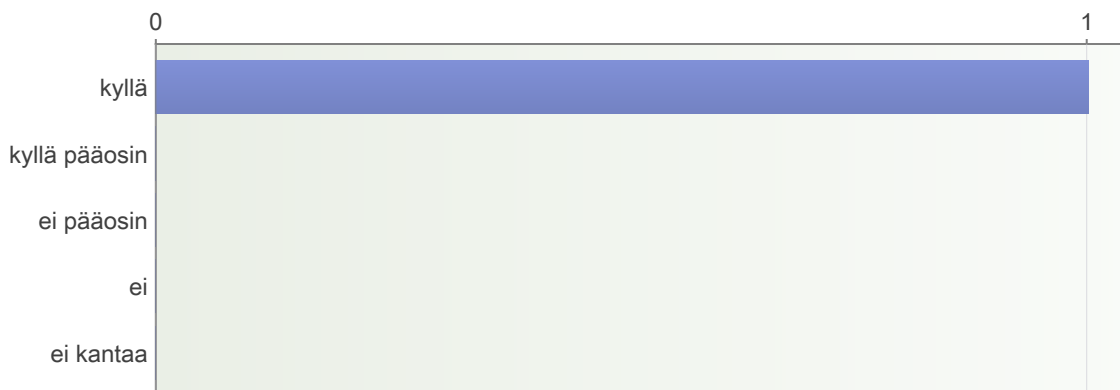 0 1
kyllä
kyllä pääosin
ei pääosin
ei
ei kantaa